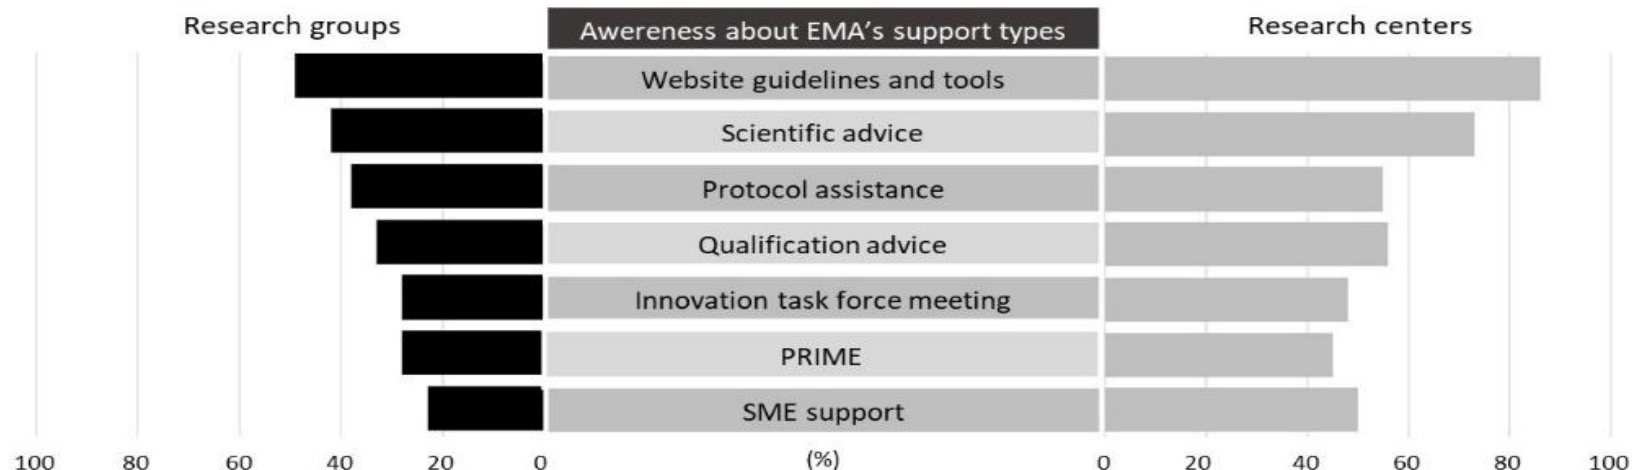 Research groups
Awereness about EMA's support types
Research centers
Website guidelines and tools
Scientific advice
Protocol assistance
Qualification advice
Innovation task force meeting
PRIME
SME support
100 80 60 40 20 0 (%) 0 20 40 60 80 100